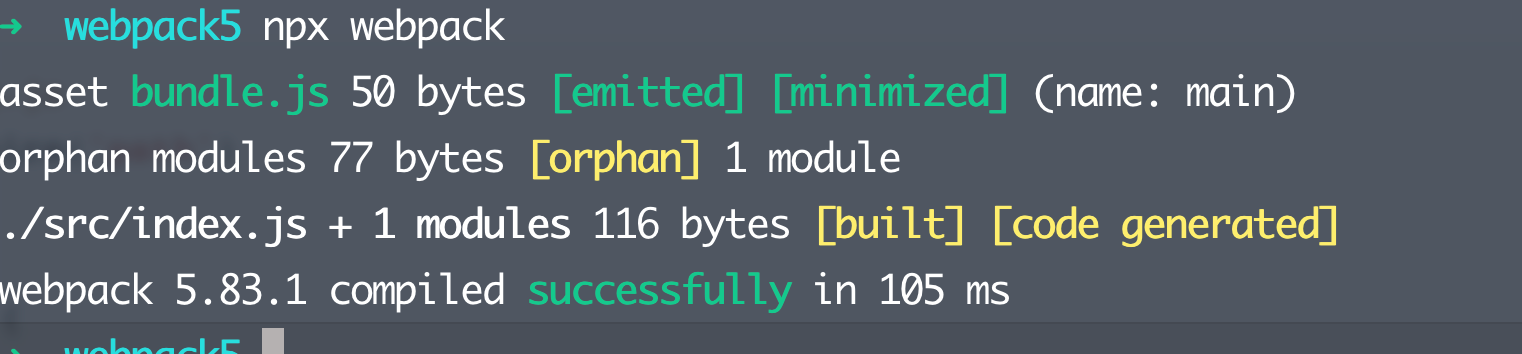 → webpack5 npx webpack
asset bundle.js 50 bytes [emitted] [minimized] (name: main)
orphan modules 77 bytes [orphan] 1 module
./src/index.js + 1 modules 116 bytes [built] [code generated]
webpack 5.83.1 compiled successfully in 105 ms
→ webpack5